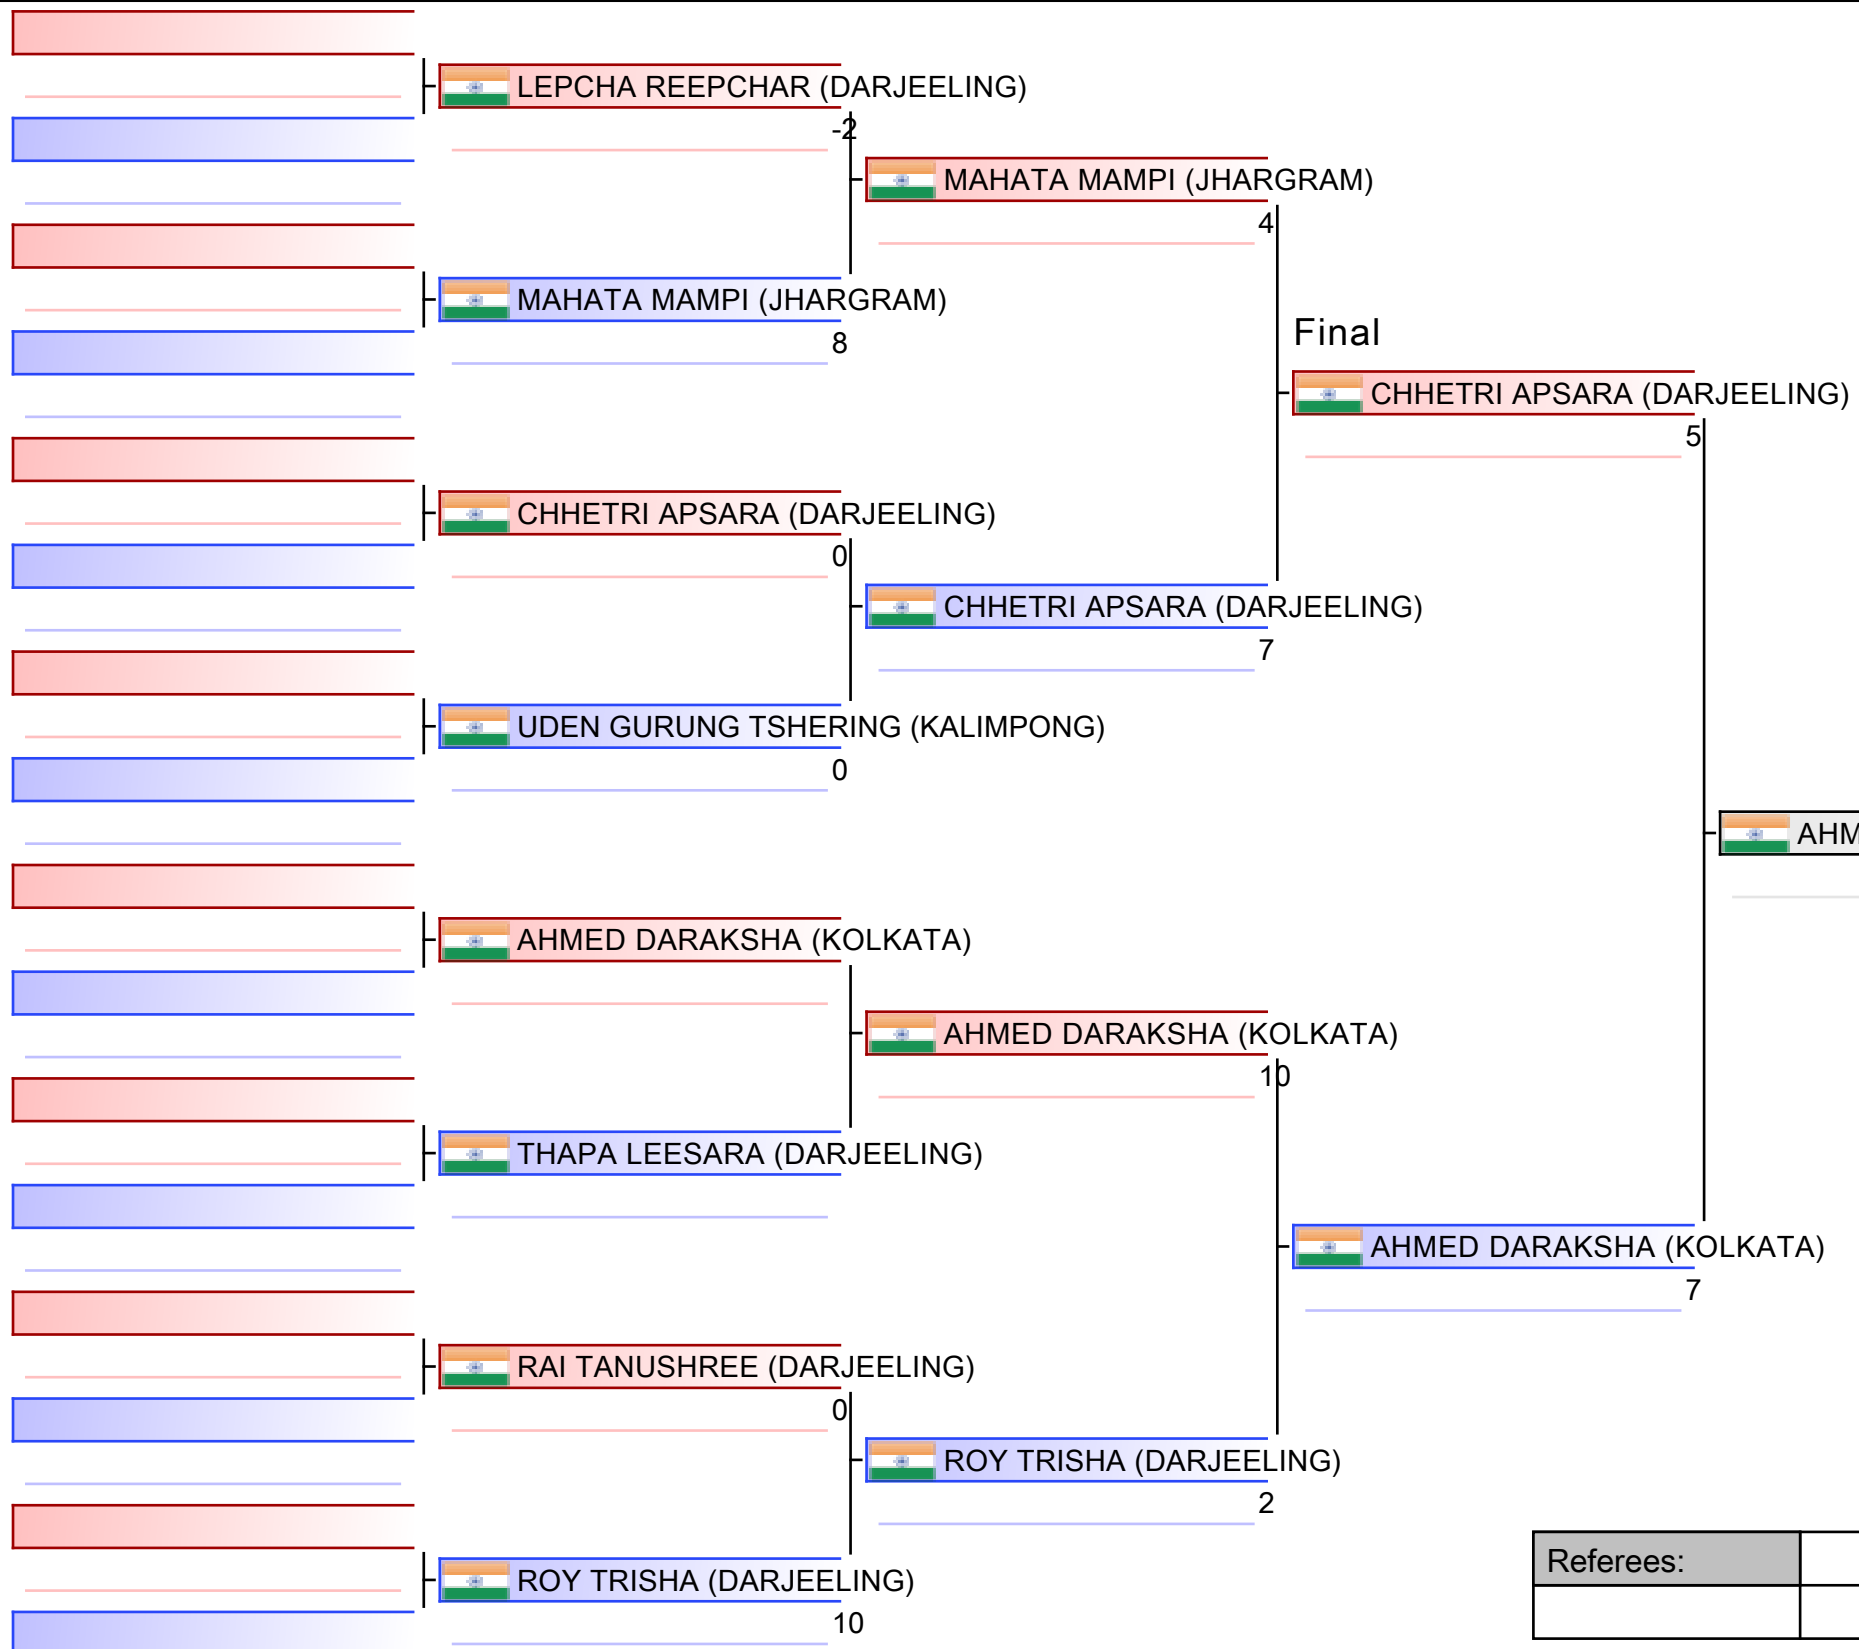 LEPCHA REEPCHAR (DARJEELING)
-2
MAHATA MAMPI (JHARGRAM)
4
MAHATA MAMPI (JHARGRAM)
8
Final
CHHETRI APSARA (DARJEELING)
5
CHHETRI APSARA (DARJEELING)
0
CHHETRI APSARA (DARJEELING)
7
UDEN GURUNG TSHERING (KALIMPONG)
0
AHM
AHMED DARAKSHA (KOLKATA)
AHMED DARAKSHA (KOLKATA)
10
THAPA LEESARA (DARJEELING)
AHMED DARAKSHA (KOLKATA)
7
RAI TANUSHREE (DARJEELING)
0
ROY TRISHA (DARJEELING)
2
ROY TRISHA (DARJEELING)
10
Referees: